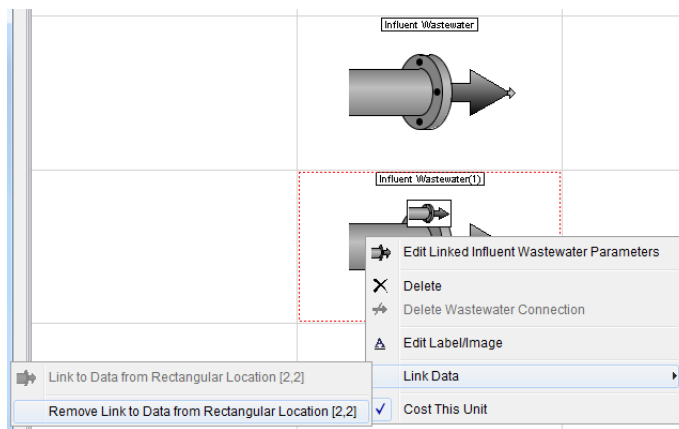 Influent Wastewater
Influent Wastewater(1)
Edit Linked Influent Wastewater Parameters
Delete
Delete Wastewater Connection
A Edit Label/Image
Link to Data from Rectangular Location [2,2]
Link Data
Remove Link to Data from Rectangular Location [2,2]
Cost This Unit